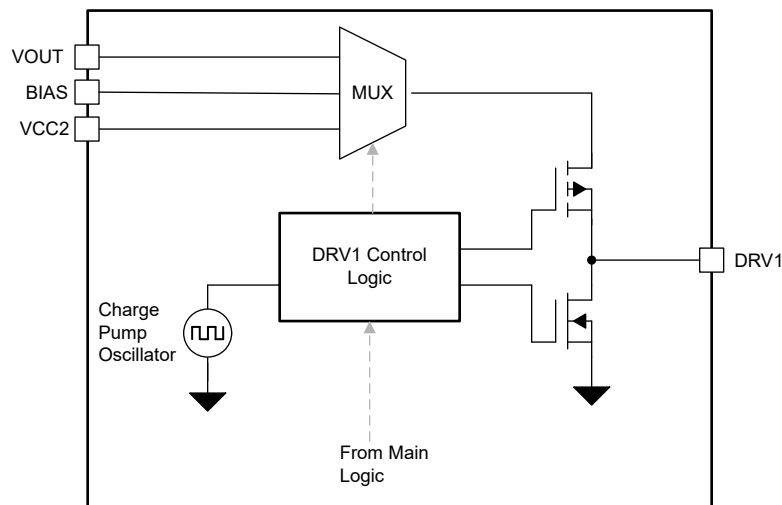 VOUT
BIAS
VCC2
MUX
DRV1 Control
Logic
DRV1
Charge
Pump
Oscillator
From Main
Logic